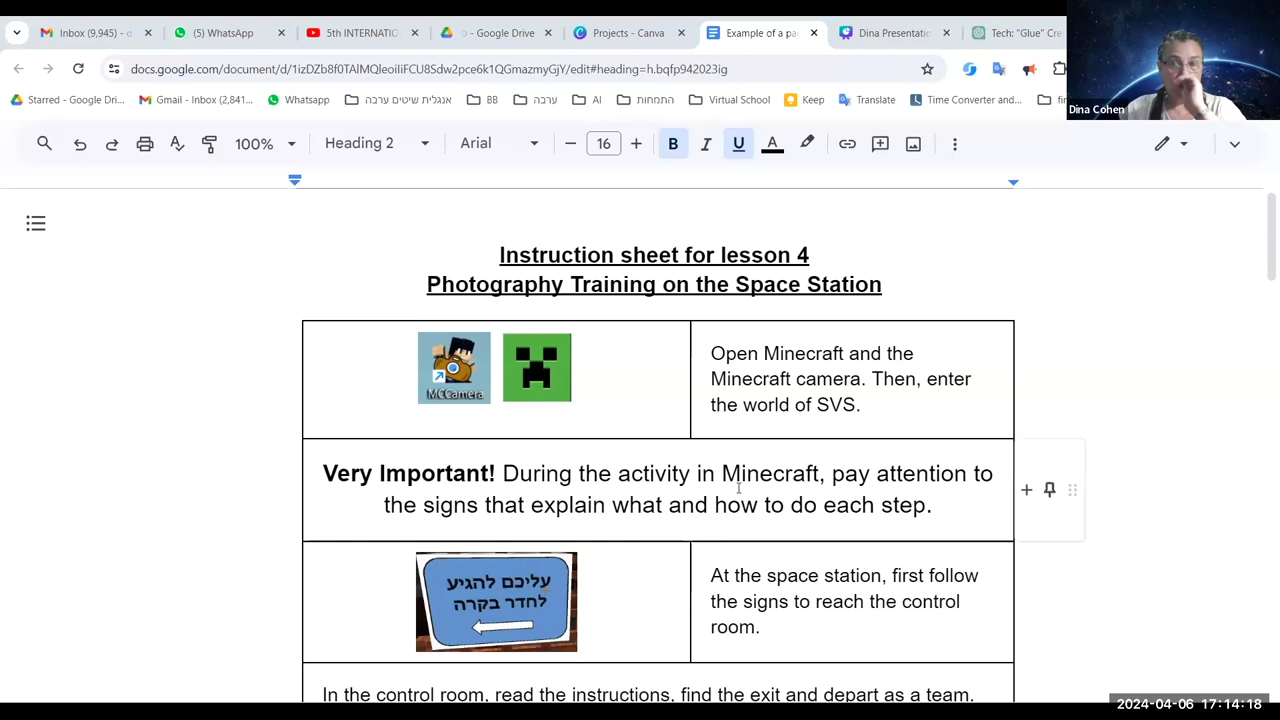 Inbox (9,945) - d
(5) WhatsApp
5th INTERNATIO
- Google Drive
Projects - Canva
Example of a pa
Dina Presentatio
Tech: "Glue" Cre
docs.google.com/document/d/
/edit#heading=h.bqfp942023ig
Starred - Google Dri...
Gmail - Inbox (2,841...
Whatsapp
אנגלית שיטים ערבה
BB
ערבה
AI
התמחות
Virtual School
Keep
Translate
Time Converter and...
Dina Cohen
100%
Heading 2
Arial
16
B
I
U
A
Instruction sheet for lesson 4
Photography Training on the Space Station
MCCamera
Open Minecraft and the
Minecraft camera. Then, enter
the world of SVS.
Very Important! During the activity in Minecraft, pay attention to
the signs that explain what and how to do each step.
עליכם להגיע
לחדר בקרה
At the space station, first follow
the signs to reach the control
room.
In the control room, read the instructions, find the exit and depart as a team.
2024-04-06 17:14:18